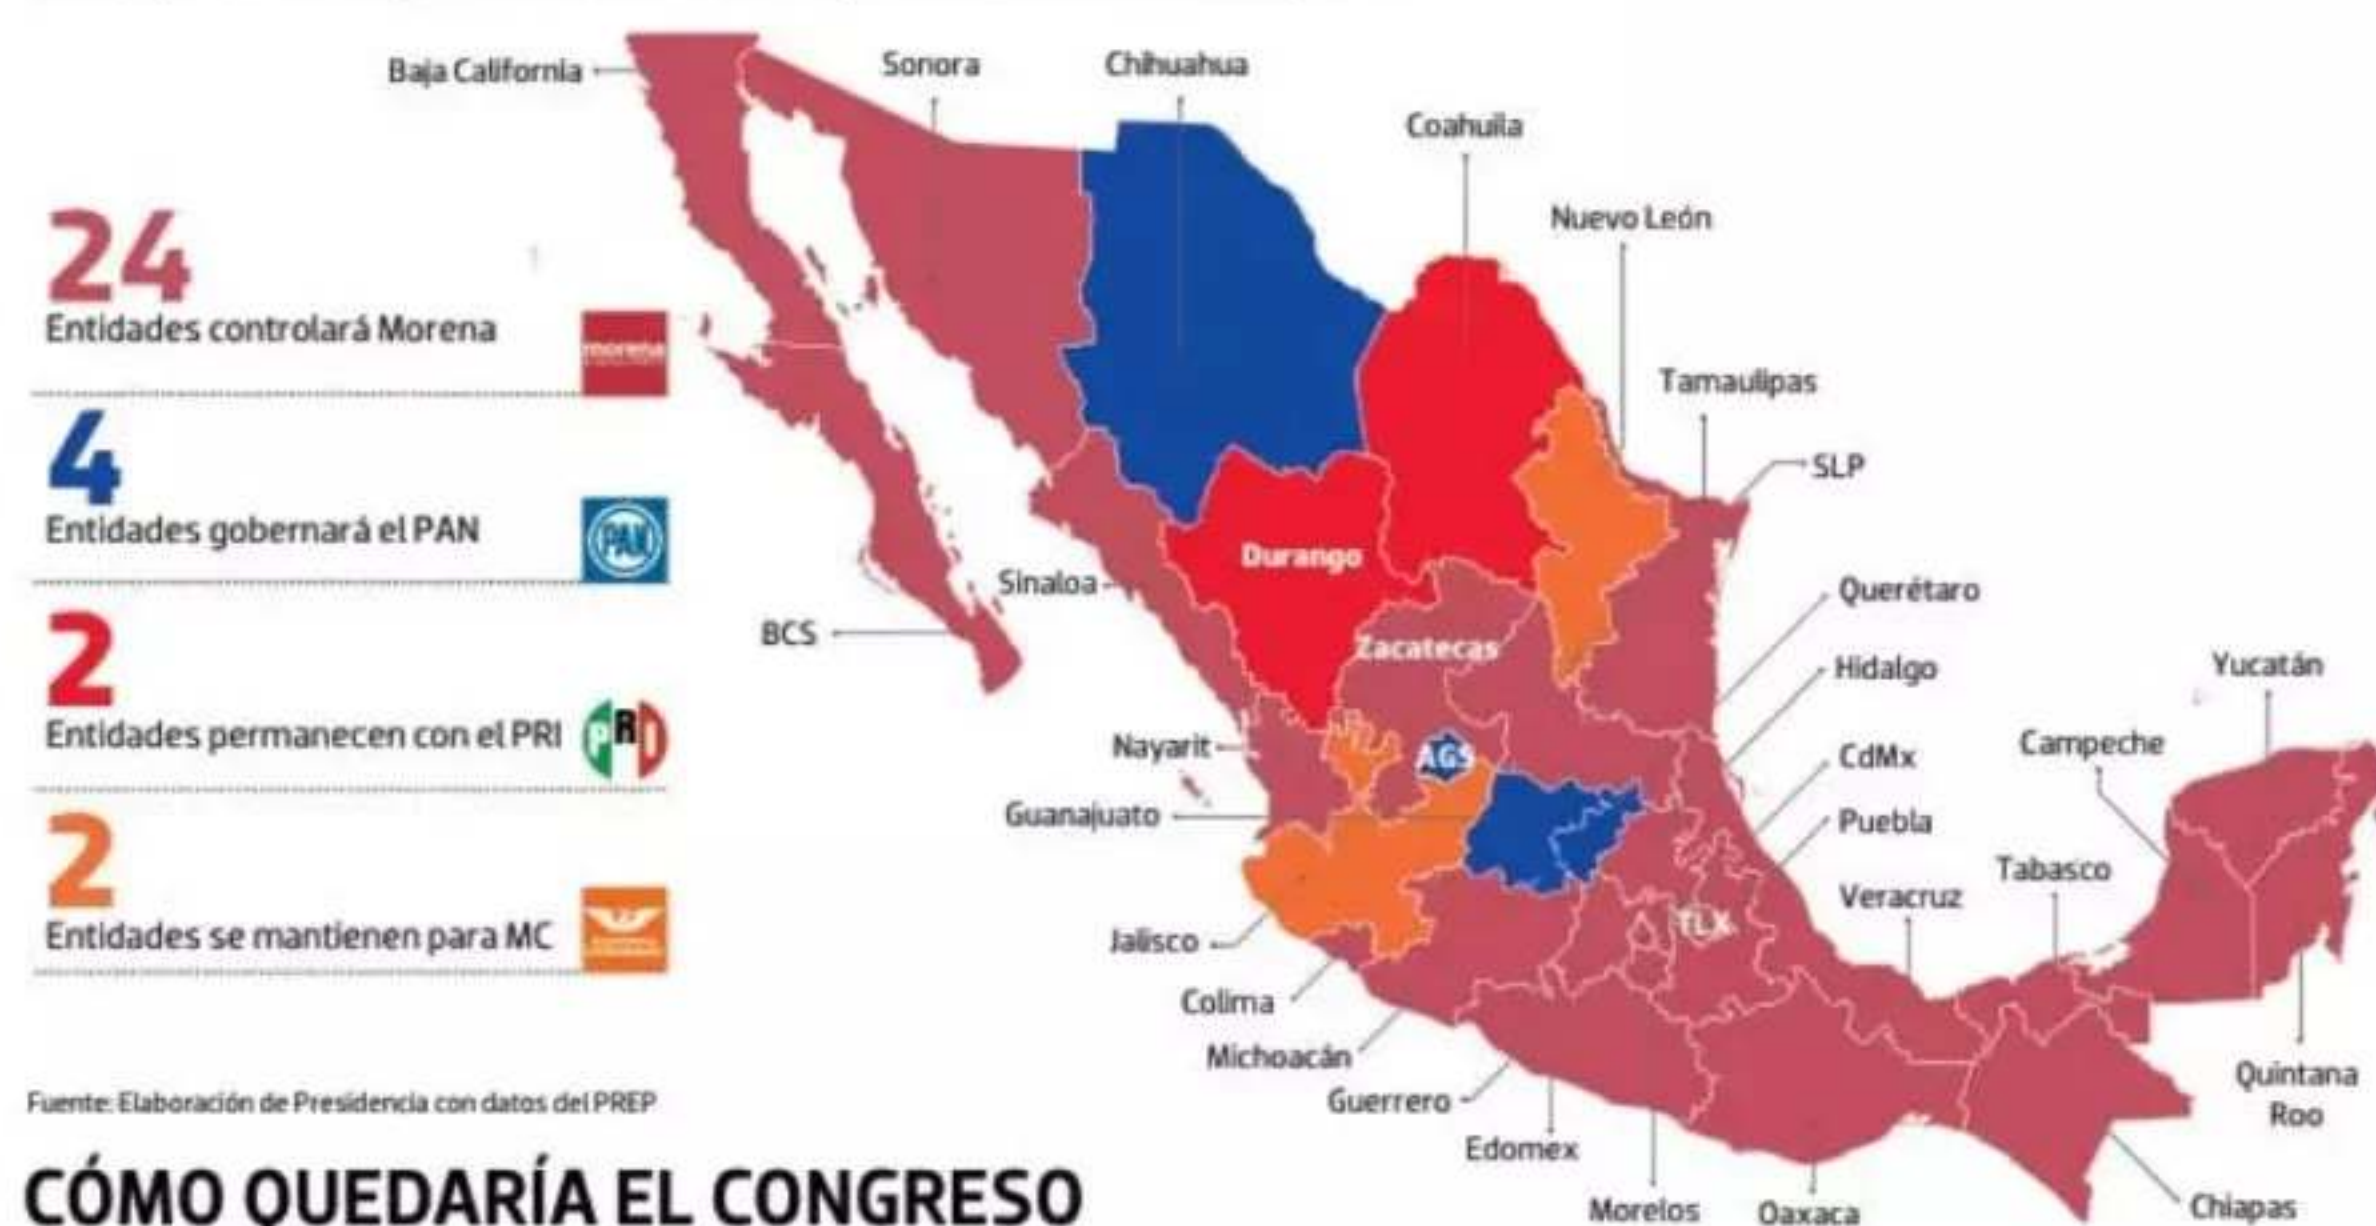 Baja California
Sonora
Chihuahua
Coahuila
Nuevo León
Tamaulipas
SLP
24
Entidades controlará Morena
morena
4
Entidades gobernará el PAN
PAN
2
Entidades permanecen con el PRI
PRI
2
Entidades se mantienen para MC
Durango
Sinaloa
BCS
Zacatecas
Querétaro
Hidalgo
Yucatán
Nayarit
AGS
CdMx
Campeche
Guanajuato
Puebla
Tabasco
Veracruz
TLX
Jalisco
Colima
Michoacán
Guerrero
Edomex
Morelos
Oaxaca
Quintana
Roo
Chiapas
Fuente: Elaboración de Presidencia con datos del PREP
CÓMO QUEDARÍA EL CONGRESO